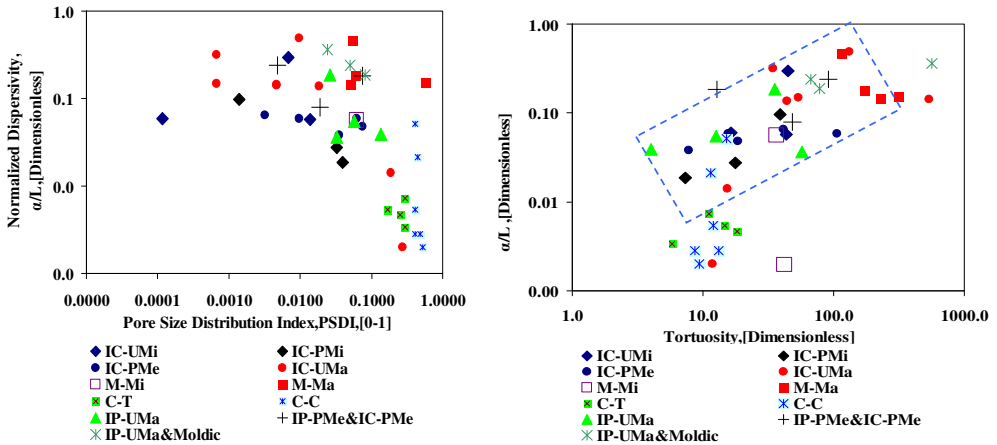 Normalized Dispersivity,
α/L,[Dimensionless]
1.0
0.1
0.0
0.0
0.00000 0.0001 0.0010 0.0100 0.1000 1.0000
Pore Size Distribution Index,PSDI,[0-1]
IC-UMi IC-PMi
IC-PMe IC-UMa
M-Mi M-Ma
C-T C-C
IP-UMa IP-PMe&IC-PMe
IP-UMa&Moldic
α/L ,[Dimensionless]
1.00
0.10
0.01
0.00
1.0 10.0 100.0 1000.0
Tortuosity,[Dimensionless]
IC-UMi IC-PMi
IC-PMe IC-UMa
M-Mi M-Ma
C-T C-C
IP-UMa IP-PMe&IC-PMe
IP-UMa&Moldic